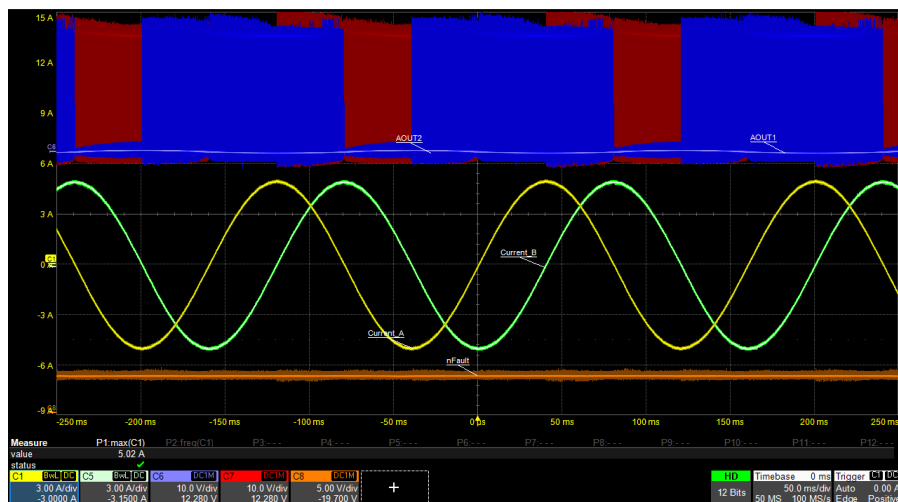 15 A
12 A
9 A
C6
AOUT2
AOUT1
6 A
3 A
C1
0 A
Current_B
-3 A
Current_A
nFault
-6 A
-9 A
-250 ms
-200 ms
-150 ms
-100 ms
-50 ms
0 ms
50 ms
100 ms
150 ms
200 ms
Measure P1:max(C1) P2:freq(C1) P3:- - - P4:- - - P5:- - - P6:- - - P7:- - - P8:- - - P9:- - - P10:- - - P11:- - - P12:- - -
value 5.02 A
status
C1 BwL DC
3.00 A/div
-3.0000 A
C5 BwL DC
3.00 A/div
-3.1500 A
C6 DC1M
10.0 V/div
12.280 V
C7 DC1M
10.0 V/div
12.280 V
C8 DC1M
5.00 V/div
-19.700 V
+
HD
12 Bits
Timebase 0 ms
50.0 ms/div
50 MS 100 MS/s
Trigger C1 DC
Auto 0.00 A
Edge Positive